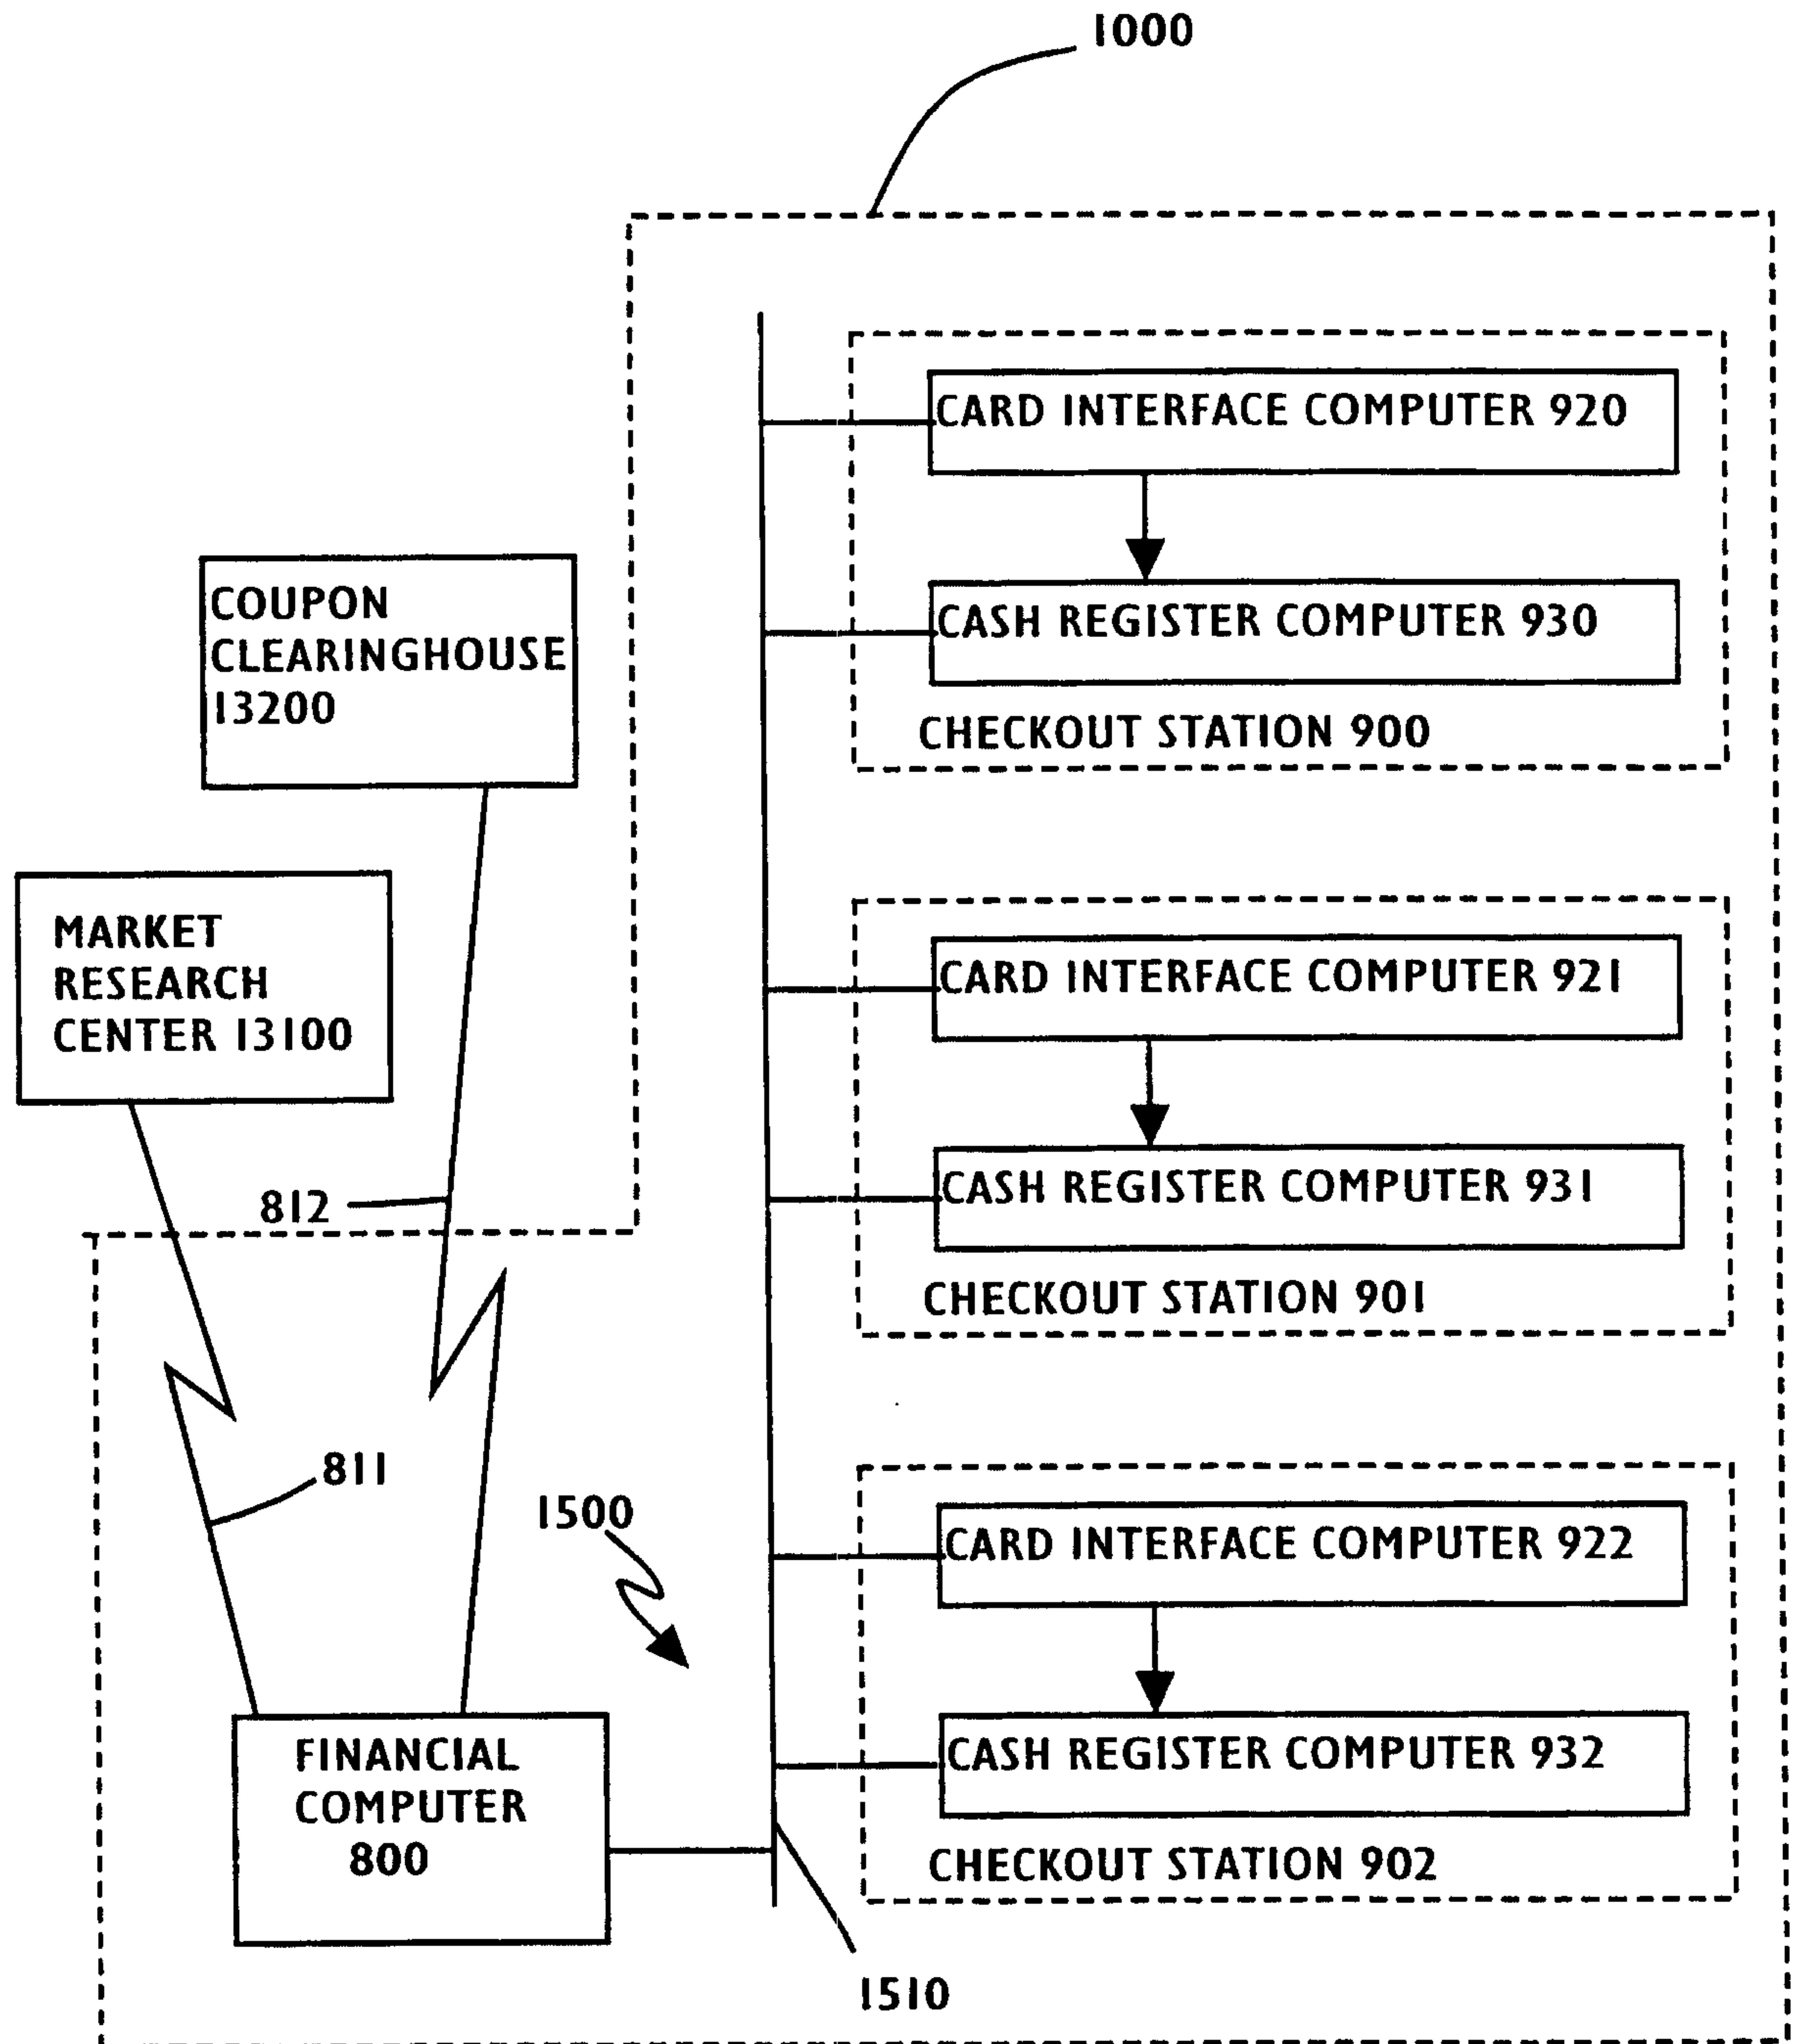 1000
CARD INTERFACE COMPUTER 920
CASH REGISTER COMPUTER 930
CHECKOUT STATION 900
COUPON
CLEARINGHOUSE
13200
MARKET
RESEARCH
CENTER 13100
CARD INTERFACE COMPUTER 921
CASH REGISTER COMPUTER 931
CHECKOUT STATION 901
812
811
1500
CARD INTERFACE COMPUTER 922
CASH REGISTER COMPUTER 932
CHECKOUT STATION 902
FINANCIAL
COMPUTER
800
1510